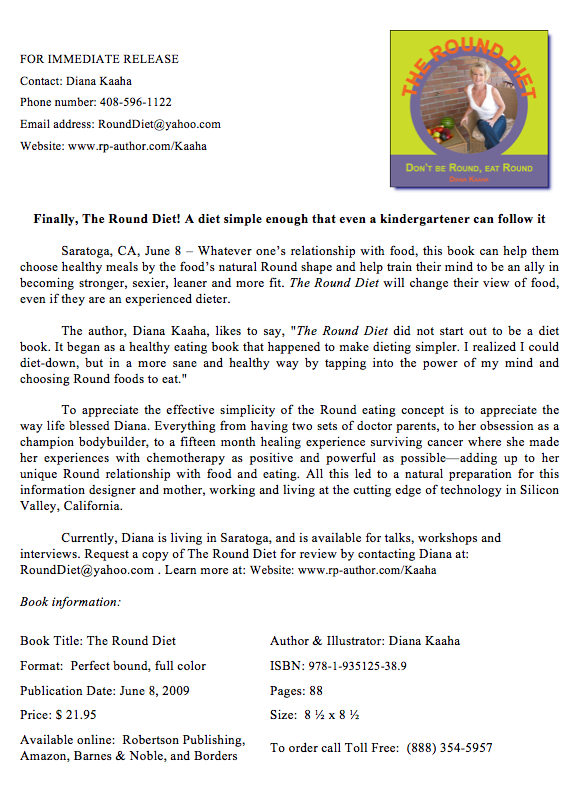 FOR IMMEDIATE RELEASE
Contact: Diana Kaaha
Phone number: 408-596-1122
Email address: RoundDiet@yahoo.com
Website: www.rp-author.com/Kaaha
THE ROUND DIET
DON'T BE ROUND, EAT ROUND
DIANA KAAHA
Finally, The Round Diet! A diet simple enough that even a kindergartener can follow it
Saratoga, CA, June 8 – Whatever one's relationship with food, this book can help them
choose healthy meals by the food's natural Round shape and help train their mind to be an ally in
becoming stronger, sexier, leaner and more fit. The Round Diet will change their view of food,
even if they are an experienced dieter.
The author, Diana Kaaha, likes to say, "The Round Diet did not start out to be a diet
book. It began as a healthy eating book that happened to make dieting simpler. I realized I could
diet-down, but in a more sane and healthy way by tapping into the power of my mind and
choosing Round foods to eat."
To appreciate the effective simplicity of the Round eating concept is to appreciate the
way life blessed Diana. Everything from having two sets of doctor parents, to her obsession as a
champion bodybuilder, to a fifteen month healing experience surviving cancer where she made
her experiences with chemotherapy as positive and powerful as possible—adding up to her
unique Round relationship with food and eating. All this led to a natural preparation for this
information designer and mother, working and living at the cutting edge of technology in Silicon
Valley, California.
Currently, Diana is living in Saratoga, and is available for talks, workshops and
interviews. Request a copy of The Round Diet for review by contacting Diana at:
RoundDiet@yahoo.com . Learn more at: Website: www.rp-author.com/Kaaha
Book information:
Book Title: The Round Diet
Author & Illustrator: Diana Kaaha
Format:  Perfect bound, full color
ISBN: 978-1-935125-38.9
Publication Date: June 8, 2009
Pages: 88
Price: $ 21.95
Size:  8 ½ x 8 ½
Available online:  Robertson Publishing,
Amazon, Barnes & Noble, and Borders
To order call Toll Free:  (888) 354-5957